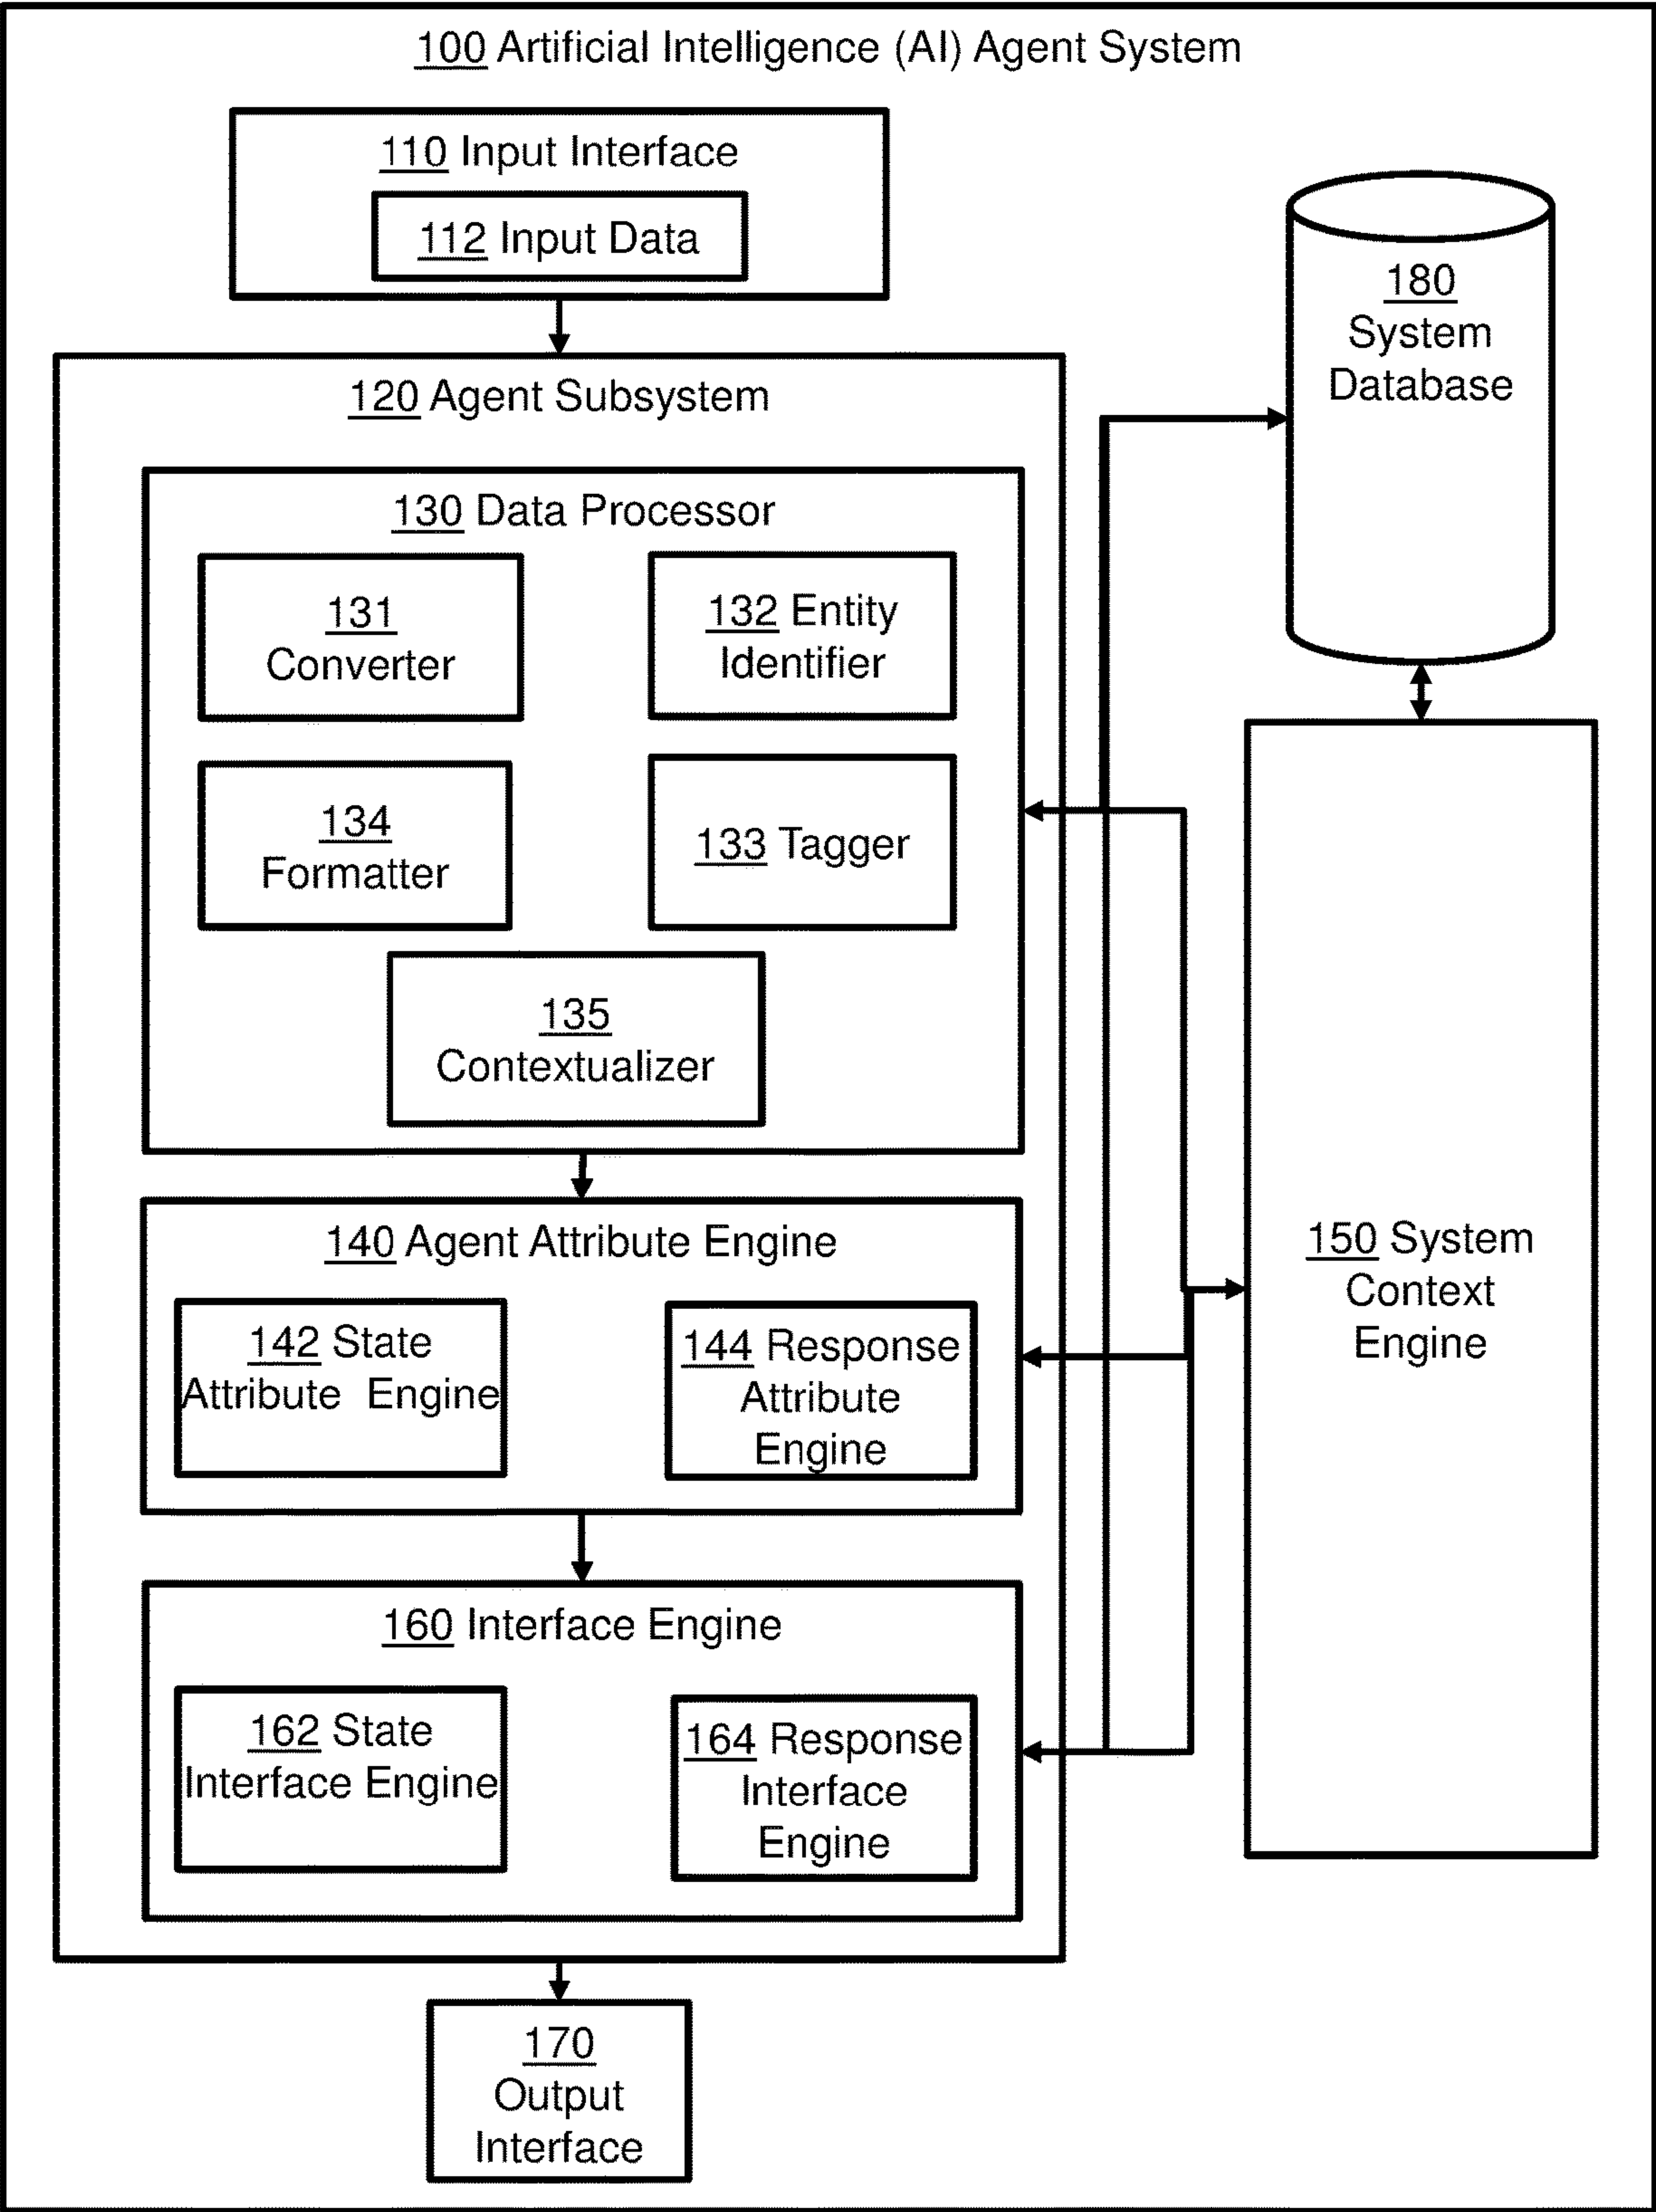 100 Artificial Intelligence (AI) Agent System
110 Input Interface
112 Input Data
120 Agent Subsystem
130 Data Processor
131
Converter
132 Entity
Identifier
134
Formatter
133 Tagger
135
Contextualizer
140 Agent Attribute Engine
142 State
Attribute Engine
144 Response
Attribute
Engine
160 Interface Engine
162 State
Interface Engine
164 Response
Interface
Engine
170
Output
Interface
180
System
Database
150 System
Context
Engine